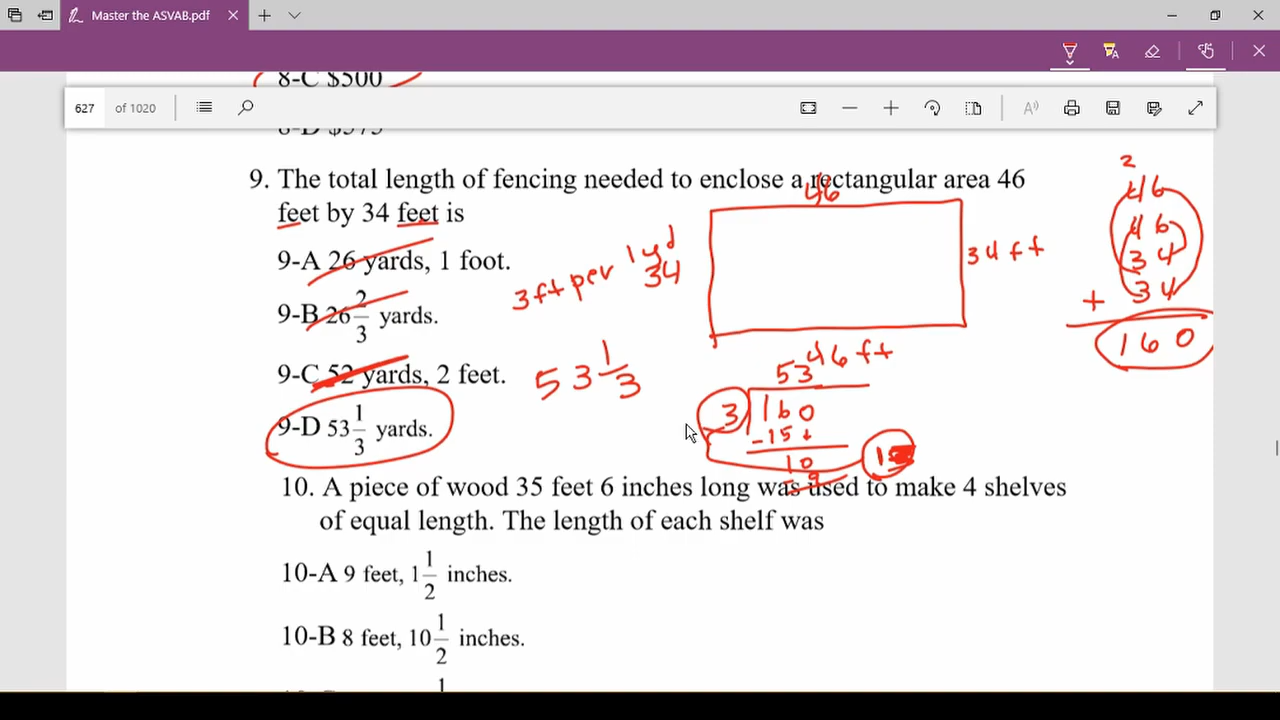 Master the ASVAB.pdf
8-C $500
627 of 1020
8-D $575
9. The total length of fencing needed to enclose a rectangular area 46
feet by 34 feet is
9-A 26 yards, 1 foot.
9-B 26 2/3 yards.
9-C 52 yards, 2 feet.
9-D 53 1/3 yards.
3 ft per 1 yd
53 1/3
46
34
34 ft
46 ft
53
3 160
-15
10
- 9
1
2
46
46
34
+ 34
160
10. A piece of wood 35 feet 6 inches long was used to make 4 shelves
of equal length. The length of each shelf was
10-A 9 feet, 1 1/2 inches.
10-B 8 feet, 10 1/2 inches.